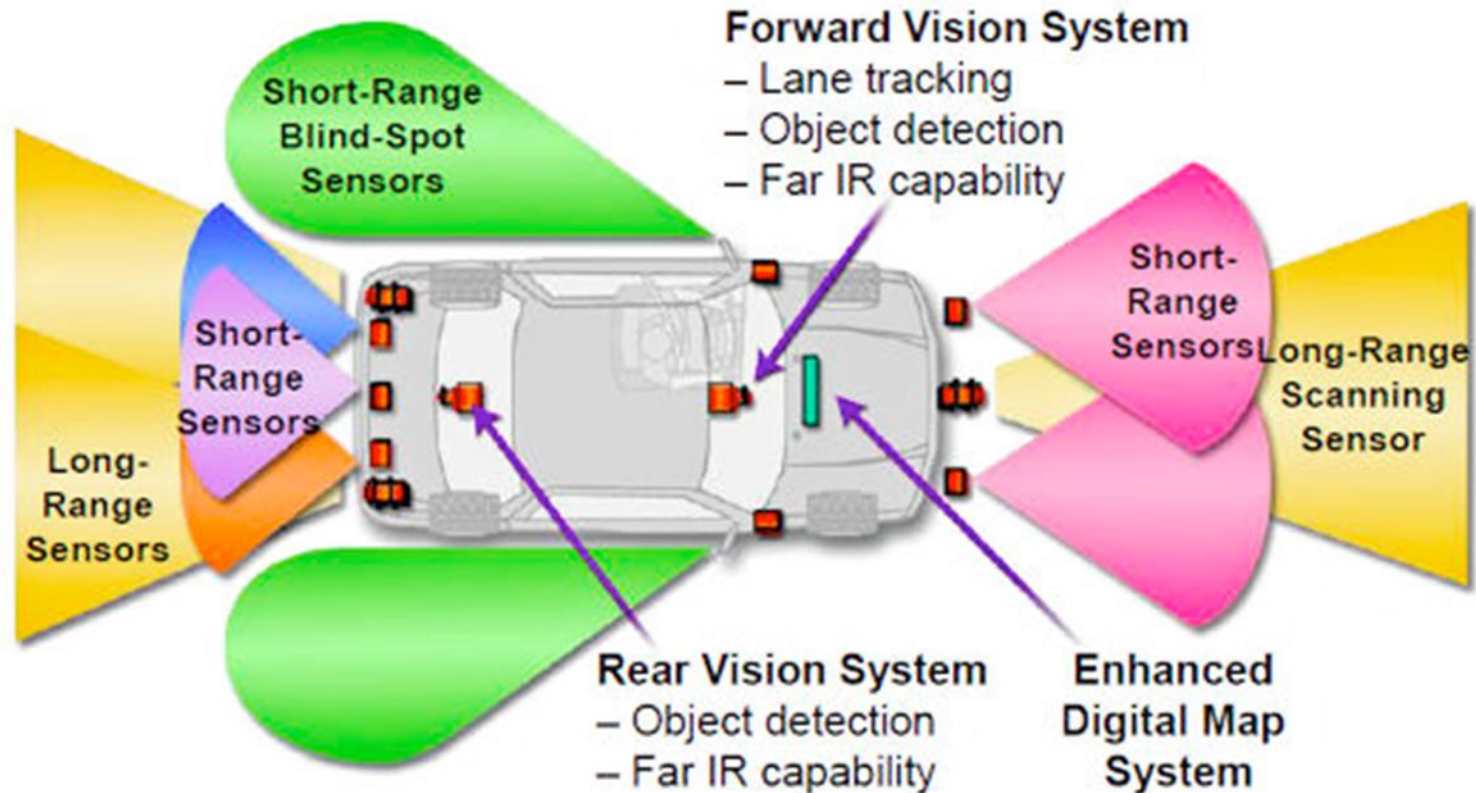 Forward Vision System
– Lane tracking
– Object detection
– Far IR capability
Short-Range
Blind-Spot
Sensors
Short-
Range
Sensors
Long-
Range
Sensors
Short-
Range
Sensors
Long-Range
Scanning
Sensor
Rear Vision System
– Object detection
– Far IR capability
Enhanced
Digital Map
System